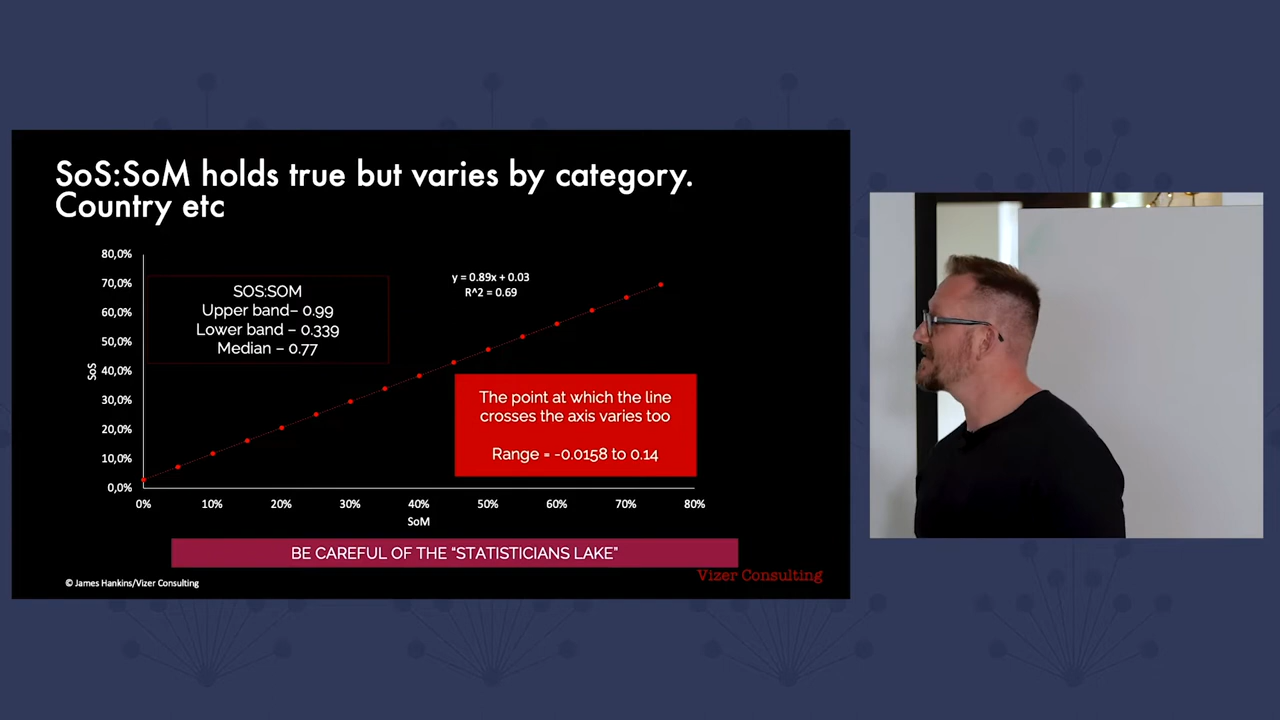 SoS:SoM holds true but varies by category.
Country etc
80,0%
70,0%
60,0%
50,0%
40,0%
30,0%
20,0%
10,0%
0,0%
SoS
SOS:SOM
Upper band– 0.99
Lower band – 0.339
Median – 0.77
y = 0.89x + 0.03
R^2 = 0.69
The point at which the line
crosses the axis varies too
Range = -0.0158 to 0.14
0%
10%
20%
30%
40%
50%
60%
70%
80%
SoM
BE CAREFUL OF THE “STATISTICIANS LAKE”
© James Hankins/Vizer Consulting
Vizer Consulting